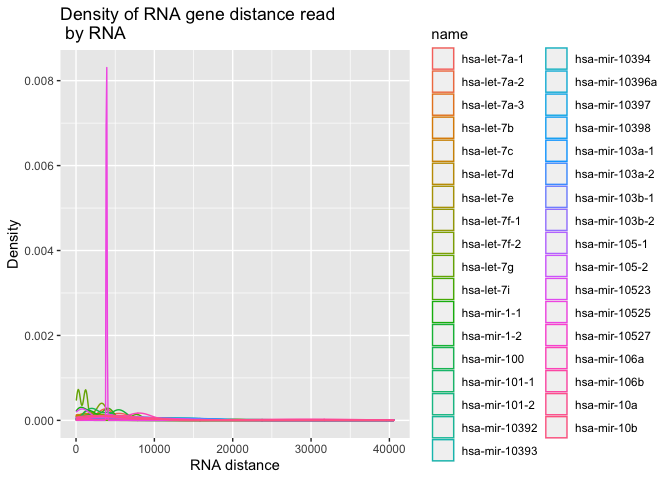 Density of RNA gene distance read
by RNA
Density
0.008
0.006
0.004
0.002
0.000
0
10000
20000
30000
40000
RNA distance
name
hsa-let-7a-1
hsa-let-7a-2
hsa-let-7a-3
hsa-let-7b
hsa-let-7c
hsa-let-7d
hsa-let-7e
hsa-let-7f-1
hsa-let-7f-2
hsa-let-7g
hsa-let-7i
hsa-mir-1-1
hsa-mir-1-2
hsa-mir-100
hsa-mir-101-1
hsa-mir-101-2
hsa-mir-10392
hsa-mir-10393
hsa-mir-10394
hsa-mir-10396a
hsa-mir-10397
hsa-mir-10398
hsa-mir-103a-1
hsa-mir-103a-2
hsa-mir-103b-1
hsa-mir-103b-2
hsa-mir-105-1
hsa-mir-105-2
hsa-mir-10523
hsa-mir-10525
hsa-mir-10527
hsa-mir-106a
hsa-mir-106b
hsa-mir-10a
hsa-mir-10b